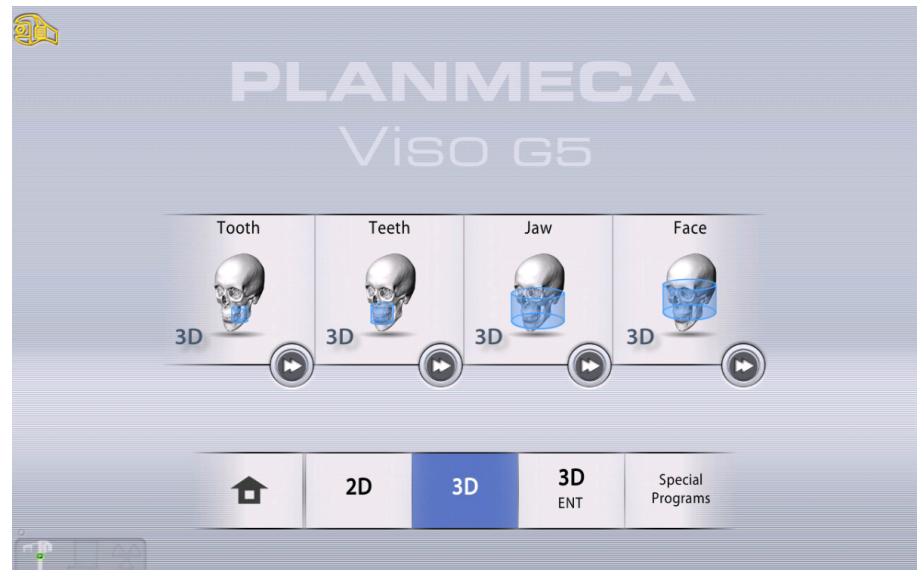 PLANMECA
Viso G5
Tooth
Teeth
Jaw
Face
3D
3D
3D
3D
2D
3D
3D
ENT
Special
Programs